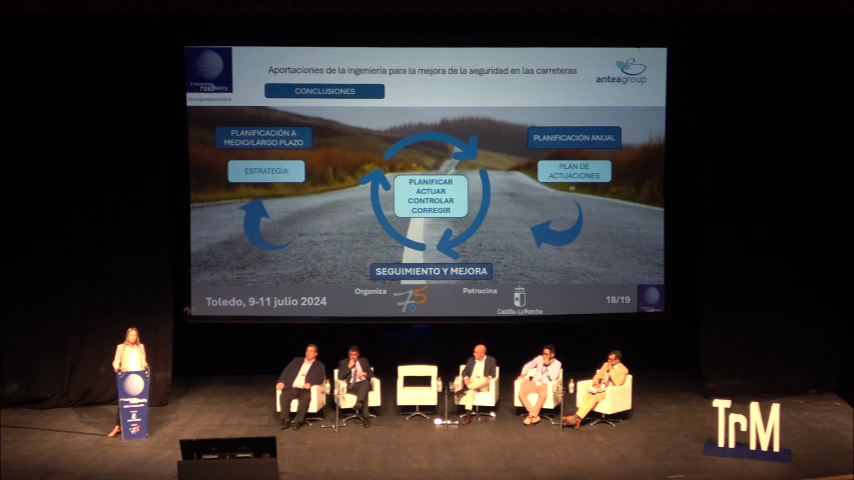 Aportaciones de la ingeniería para la mejora de la seguridad en las carreteras
anteagroup
CONCLUSIONES
PLANIFICACIÓN A
MEDIO/LARGO PLAZO
ESTRATEGIA
PLANIFICACIÓN ANUAL
PLAN DE
ACTUACIONES
PLANIFICAR
ACTUAR
CONTROLAR
CORREGIR
SEGUIMIENTO Y MEJORA
Toledo, 9-11 julio 2024
Organiza
75
Patrocina
Castilla-La Mancha
18/19
TrM